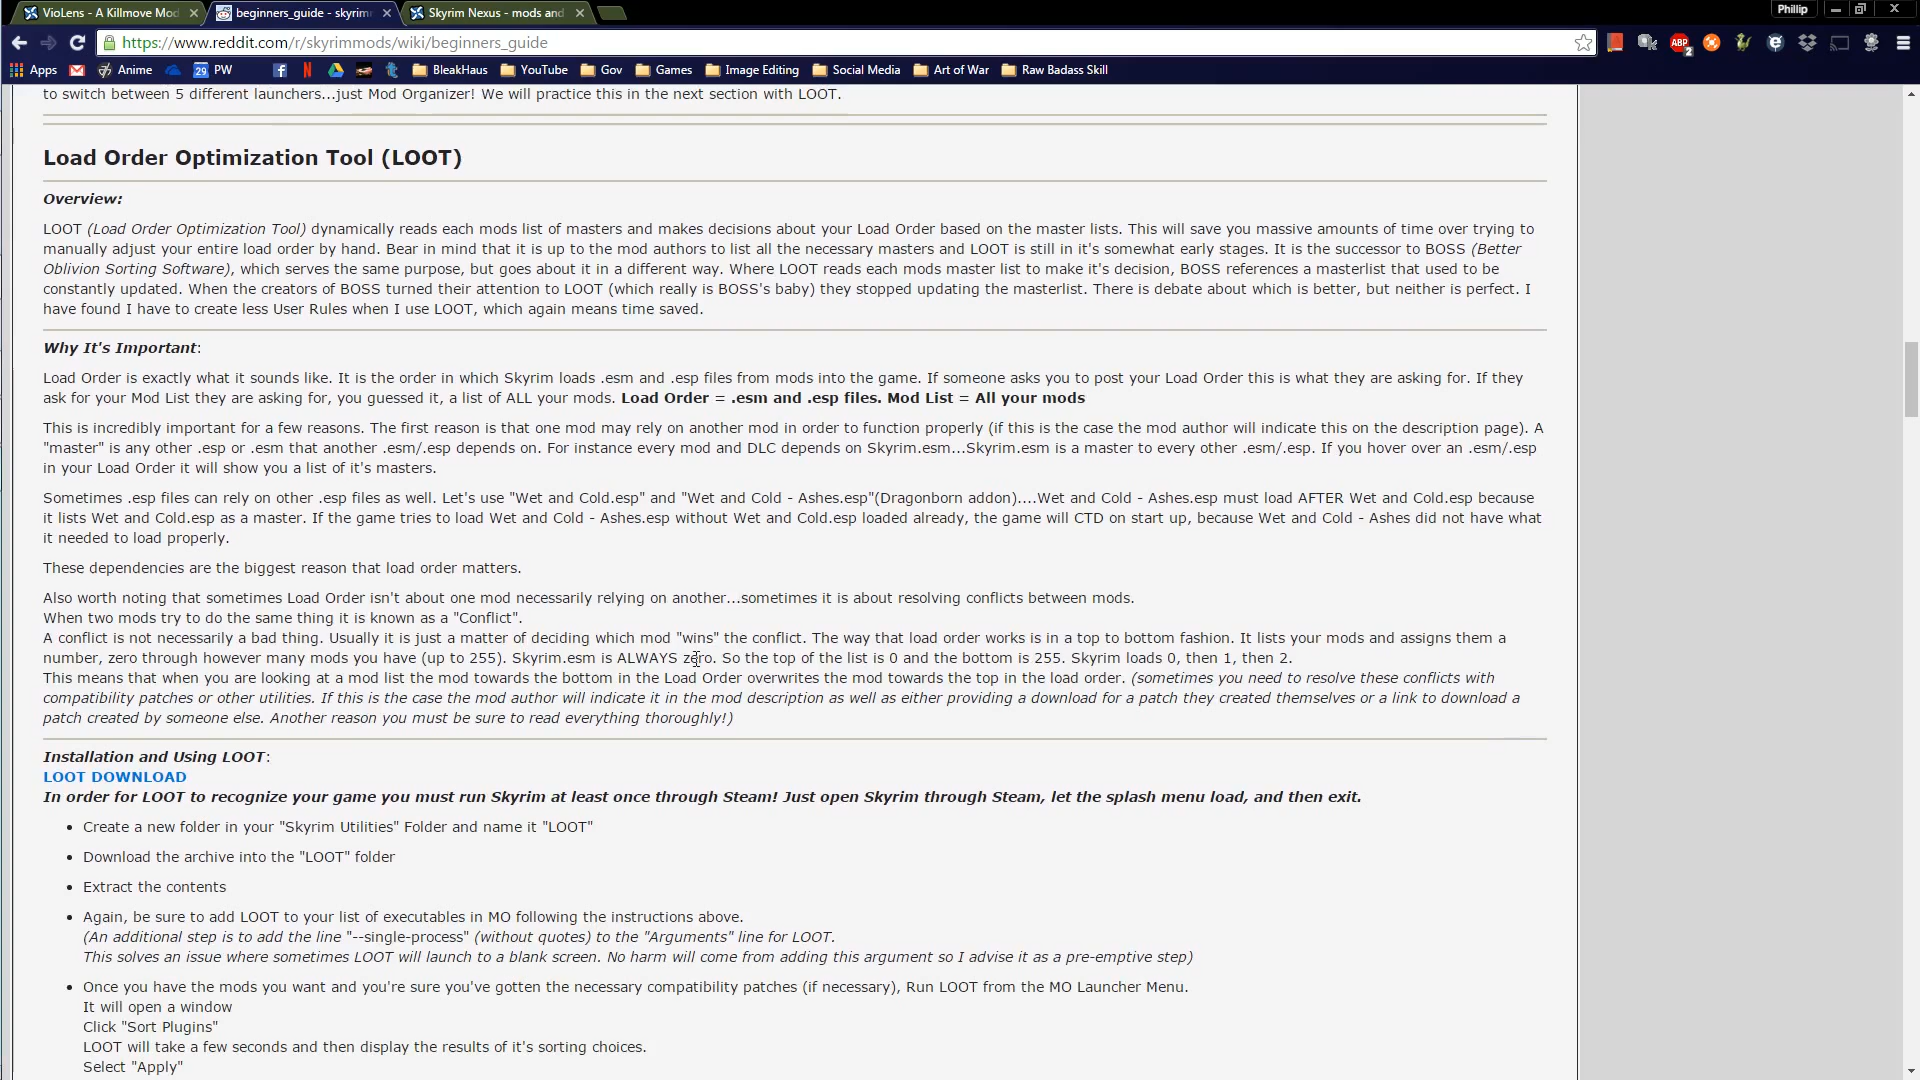 VioLens - A Killmove Mod
beginners_guide - skyrimm
Skyrim Nexus - mods and
Phillip
https://www.reddit.com/r/skyrimmods/wiki/beginners_guide
ABP
2
Apps
Anime
29 PW
BleakHaus
YouTube
Gov
Games
Image Editing
Social Media
Art of War
Raw Badass Skill
to switch between 5 different launchers...just Mod Organizer! We will practice this in the next section with LOOT.
Load Order Optimization Tool (LOOT)
Overview:
LOOT (Load Order Optimization Tool) dynamically reads each mods list of masters and makes decisions about your Load Order based on the master lists. This will save you massive amounts of time over trying to
manually adjust your entire load order by hand. Bear in mind that it is up to the mod authors to list all the necessary masters and LOOT is still in it's somewhat early stages. It is the successor to BOSS (Better
Oblivion Sorting Software), which serves the same purpose, but goes about it in a different way. Where LOOT reads each mods master list to make it's decision, BOSS references a masterlist that used to be
constantly updated. When the creators of BOSS turned their attention to LOOT (which really is BOSS's baby) they stopped updating the masterlist. There is debate about which is better, but neither is perfect. I
have found I have to create less User Rules when I use LOOT, which again means time saved.
Why It's Important:
Load Order is exactly what it sounds like. It is the order in which Skyrim loads .esm and .esp files from mods into the game. If someone asks you to post your Load Order this is what they are asking for. If they
ask for your Mod List they are asking for, you guessed it, a list of ALL your mods. Load Order = .esm and .esp files. Mod List = All your mods
This is incredibly important for a few reasons. The first reason is that one mod may rely on another mod in order to function properly (if this is the case the mod author will indicate this on the description page). A
"master" is any other .esp or .esm that another .esm/.esp depends on. For instance every mod and DLC depends on Skyrim.esm...Skyrim.esm is a master to every other .esm/.esp. If you hover over an .esm/.esp
in your Load Order it will show you a list of it's masters.
Sometimes .esp files can rely on other .esp files as well. Let's use "Wet and Cold.esp" and "Wet and Cold - Ashes.esp"(Dragonborn addon)....Wet and Cold - Ashes.esp must load AFTER Wet and Cold.esp because
it lists Wet and Cold.esp as a master. If the game tries to load Wet and Cold - Ashes.esp without Wet and Cold.esp loaded already, the game will CTD on start up, because Wet and Cold - Ashes did not have what
it needed to load properly.
These dependencies are the biggest reason that load order matters.
Also worth noting that sometimes Load Order isn't about one mod necessarily relying on another...sometimes it is about resolving conflicts between mods.
When two mods try to do the same thing it is known as a "Conflict".
A conflict is not necessarily a bad thing. Usually it is just a matter of deciding which mod "wins" the conflict. The way that load order works is in a top to bottom fashion. It lists your mods and assigns them a
number, zero through however many mods you have (up to 255). Skyrim.esm is ALWAYS zero. So the top of the list is 0 and the bottom is 255. Skyrim loads 0, then 1, then 2.
This means that when you are looking at a mod list the mod towards the bottom in the Load Order overwrites the mod towards the top in the load order. (sometimes you need to resolve these conflicts with
compatibility patches or other utilities. If this is the case the mod author will indicate it in the mod description as well as either providing a download for a patch they created themselves or a link to download a
patch created by someone else. Another reason you must be sure to read everything thoroughly!)
Installation and Using LOOT:
LOOT DOWNLOAD
In order for LOOT to recognize your game you must run Skyrim at least once through Steam! Just open Skyrim through Steam, let the splash menu load, and then exit.
• Create a new folder in your "Skyrim Utilities" Folder and name it "LOOT"
• Download the archive into the "LOOT" folder
• Extract the contents
• Again, be sure to add LOOT to your list of executables in MO following the instructions above.
(An additional step is to add the line "--single-process" (without quotes) to the "Arguments" line for LOOT.
This solves an issue where sometimes LOOT will launch to a blank screen. No harm will come from adding this argument so I advise it as a pre-emptive step)
• Once you have the mods you want and you're sure you've gotten the necessary compatibility patches (if necessary), Run LOOT from the MO Launcher Menu.
It will open a window
Click "Sort Plugins"
LOOT will take a few seconds and then display the results of it's sorting choices.
Select "Apply"